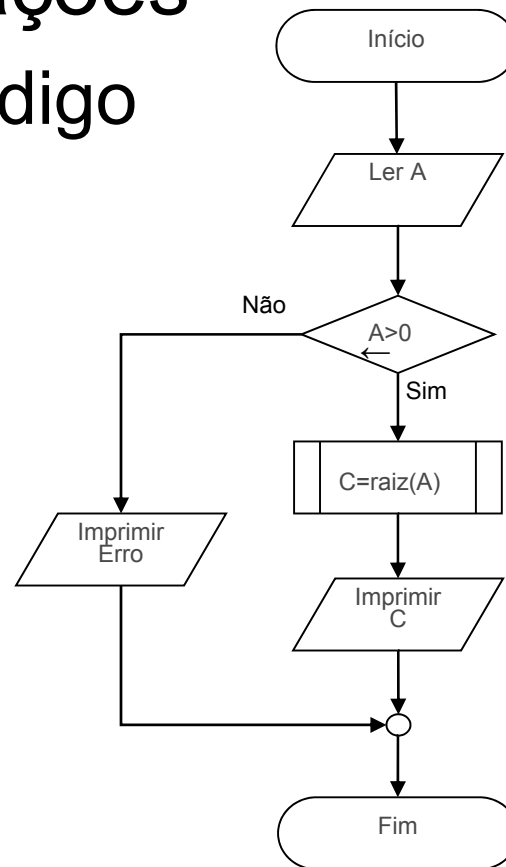 ações
digo
Início
Ler A
Não
A>0
←
Sim
C=raiz(A)
Imprimir
Erro
Imprimir
C
Fim